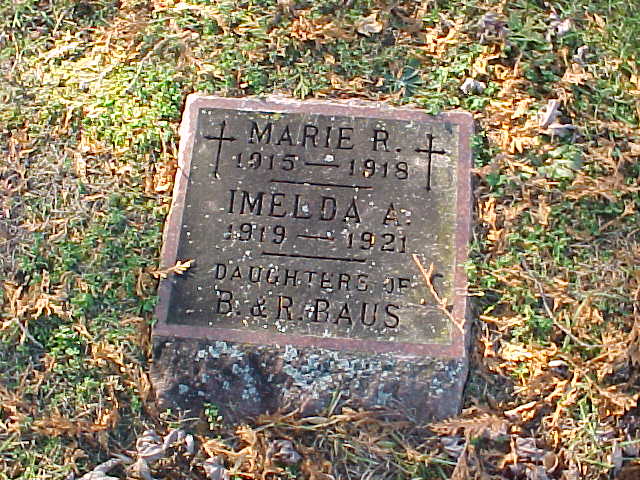 MARIE R.
1915 — 1918
IMELDA A.
1919 — 1921
DAUGHTERS OF
B. & R. BAUS